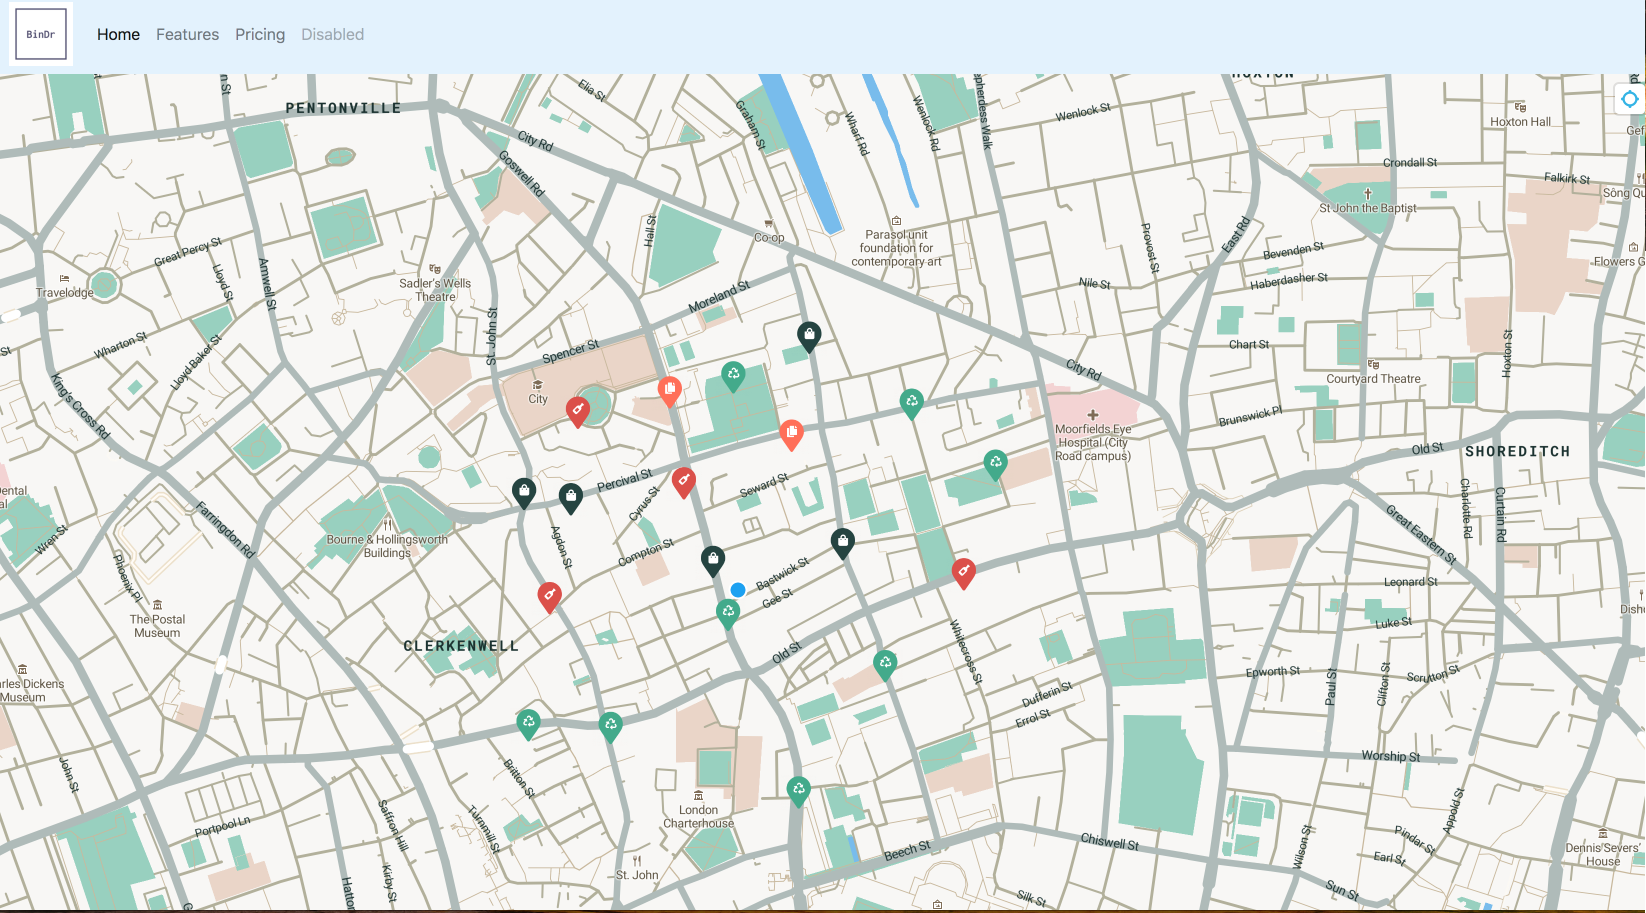 BinDr
Home Features Pricing Disabled
HOXTON
PENTONVILLE
Elia St
City Rd
Goswell Rd
Graham St
Wharf Rd
Wenlock Rd
Wenlock St
Hoxton Hall
Crondall St
Falkirk St
St John the Baptist
Hall St
Co-op
Parasol unit
foundation for
contemporary art
Provost St
East Rd
Bevenden St
Haberdasher St
Nile St
Great Percy St
Lloyd St
Amwell St
Travelodge
Sadler's Wells
Theatre
Moreland St
St. John St
Spencer St
Wharton St
Lloyd Baker St
King's Cross Rd
City
City Rd
Chart St
Hoxton St
Courtyard Theatre
Moorfields Eye
Hospital (City
Road campus)
Brunswick Pl
Old St
SHOREDITCH
Percival St
Cyrus St
Seward St
Charlotte Rd
Curtain Rd
Great Eastern St
Wren St
Farringdon Rd
Bourne & Hollingsworth
Buildings
Agdon St
Compton St
Bastwick St
Gee St
Phoenix Pl
The Postal
Museum
Leonard St
Luke St
CLERKENWELL
Old St
Whitecross St
Dufferin St
Errol St
Epworth St
Paul St
Clifton St
Scrutton St
Museum
Worship St
John St
Britton St
Turnmill St
Saffron Hill
Kirby St
Portpool Ln
London
Charterhouse
St. John
Beech St
Chiswell St
Silk St
Wilson St
Sun St
Appold St
Pindar St
Earl St
Dennis Severs'
House